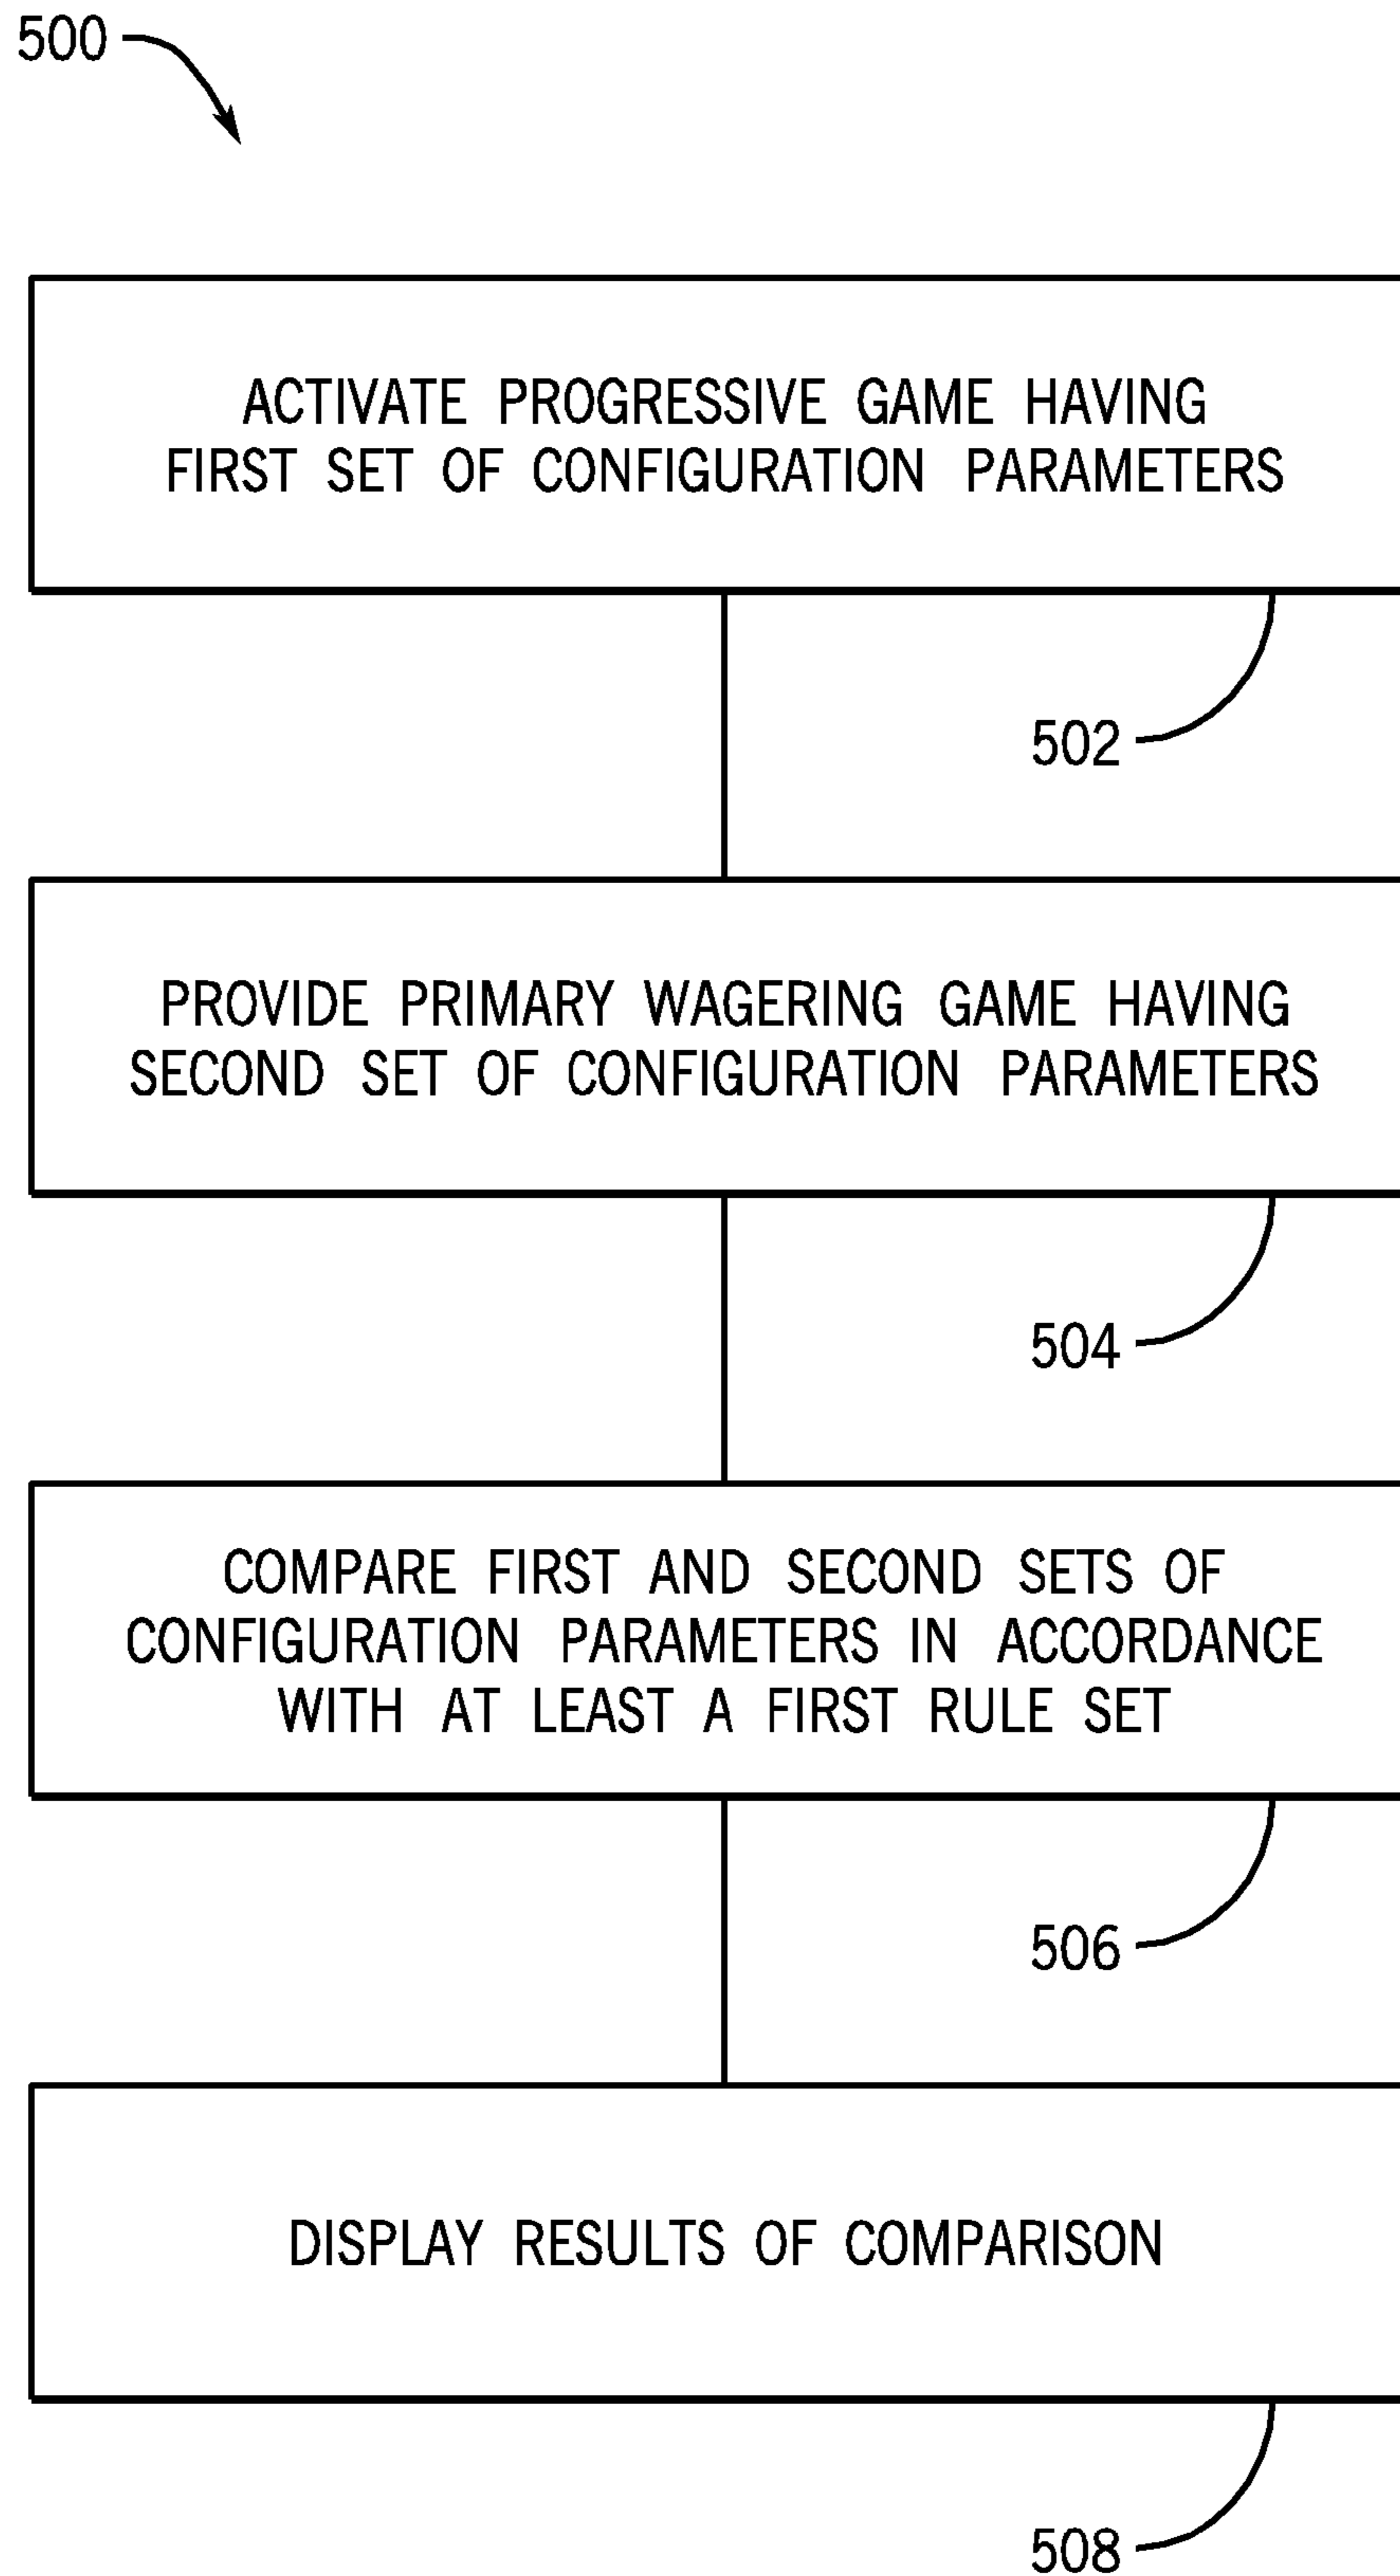 500
ACTIVATE PROGRESSIVE GAME HAVING
FIRST SET OF CONFIGURATION PARAMETERS
502
PROVIDE PRIMARY WAGERING GAME HAVING
SECOND SET OF CONFIGURATION PARAMETERS
504
COMPARE FIRST AND SECOND SETS OF
CONFIGURATION PARAMETERS IN ACCORDANCE
WITH AT LEAST A FIRST RULE SET
506
DISPLAY RESULTS OF COMPARISON
508